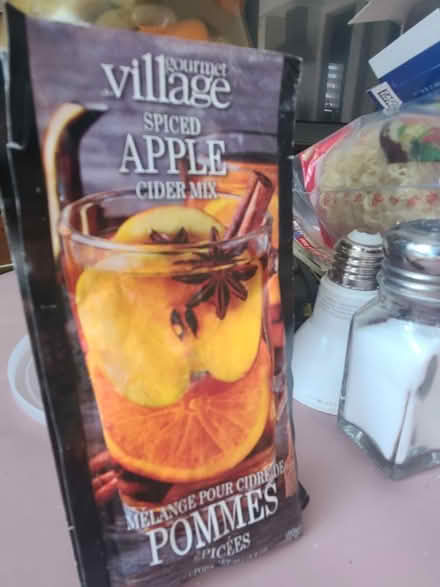 gourmet
village
SPICED
APPLE
CIDER MIX
MÉLANGE POUR CIDRE DE
POMMES
ÉPICÉES